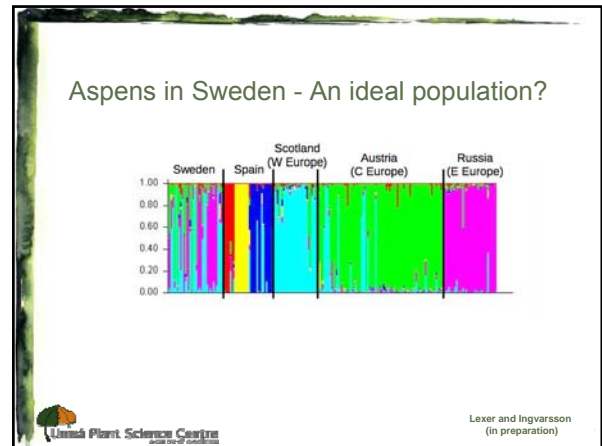 Aspens in Sweden - An ideal population?
Sweden Spain Scotland (W Europe) Austria (C Europe) Russia (E Europe)
1.00
0.80
0.60
0.40
0.20
0.00
Umeå Plant Science Centre
Lexer and Ingvarsson
(in preparation)